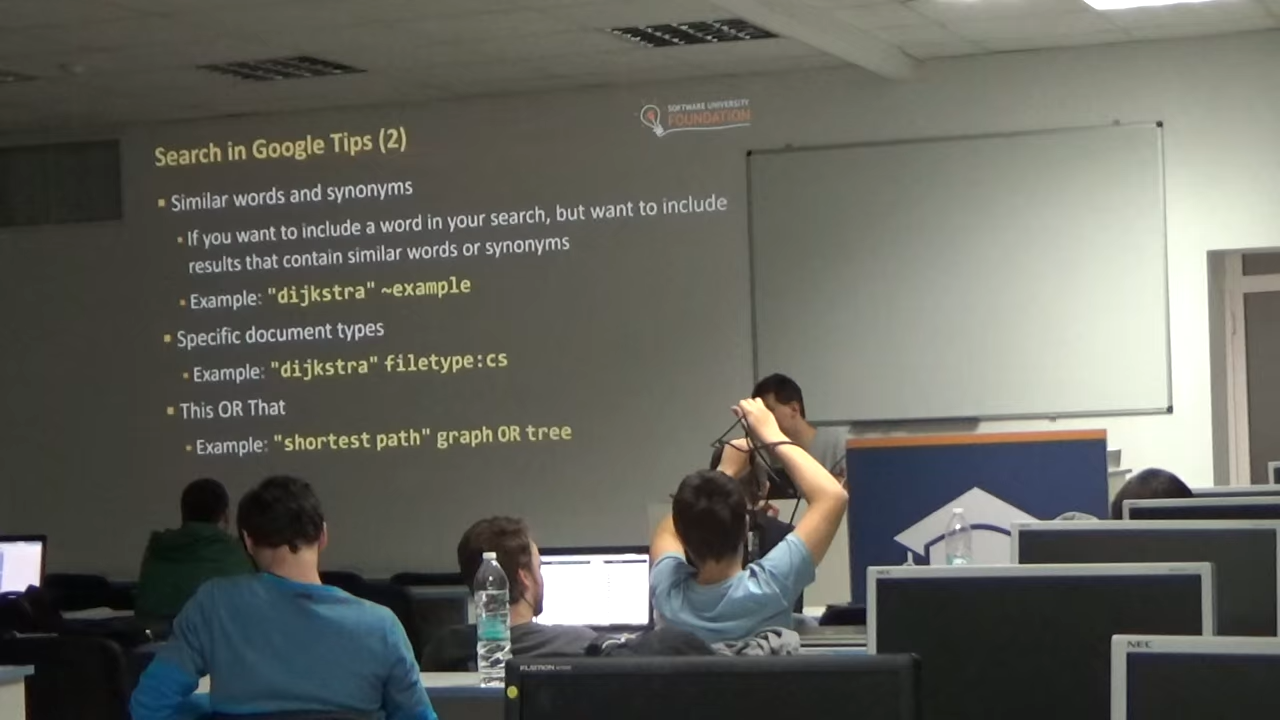 SOFTWARE UNIVERSITY
FOUNDATION
Search in Google Tips (2)
Similar words and synonyms
If you want to include a word in your search, but want to include
results that contain similar words or synonyms
Example: "dijkstra" ~example
Specific document types
Example: "dijkstra" filetype:cs
This OR That
Example: "shortest path" graph OR tree
NEC
NEC